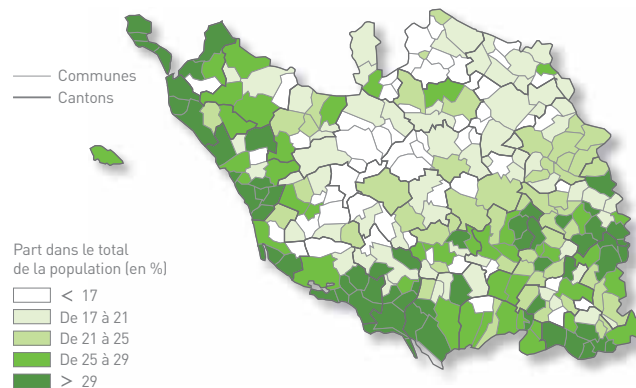 Communes
Cantons
Part dans le total
de la population (en %)
< 17
De 17 à 21
De 21 à 25
De 25 à 29
> 29